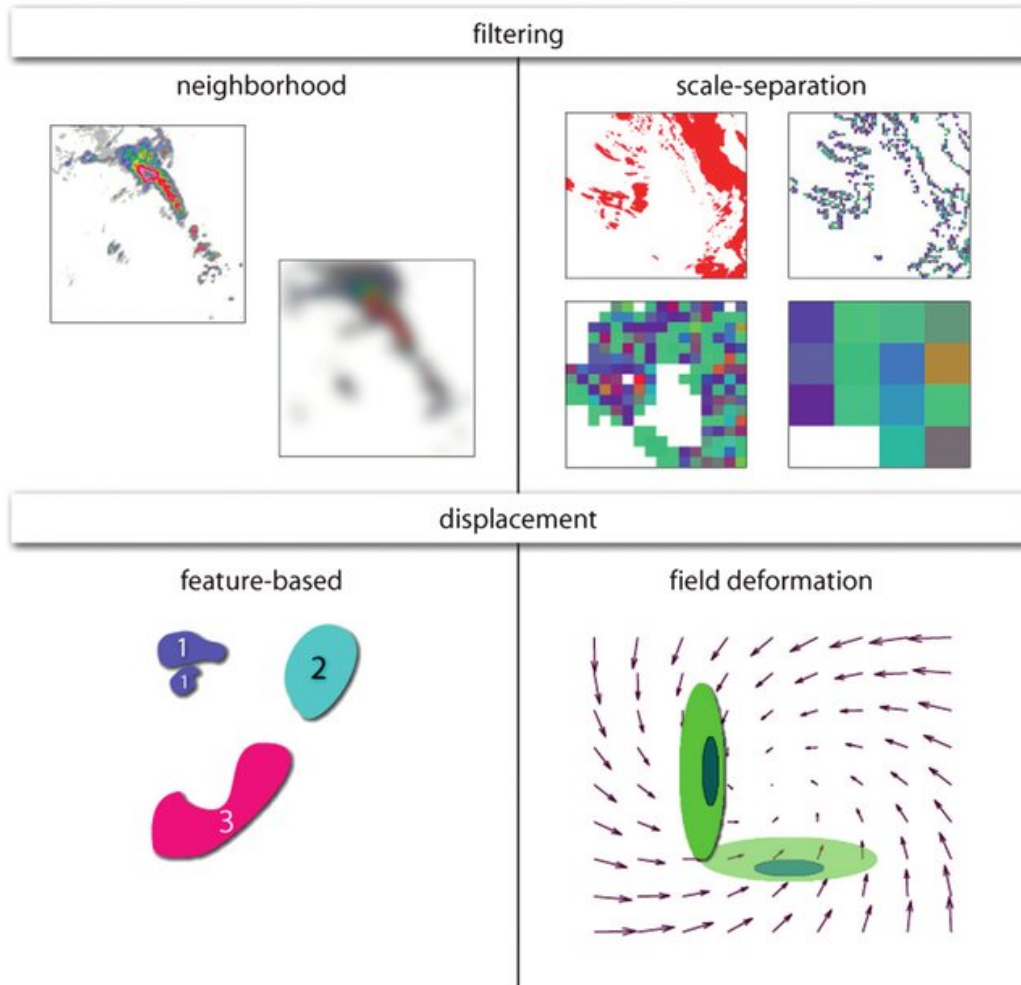 filtering
neighborhood
scale-separation
displacement
feature-based
field deformation
1
1
2
3